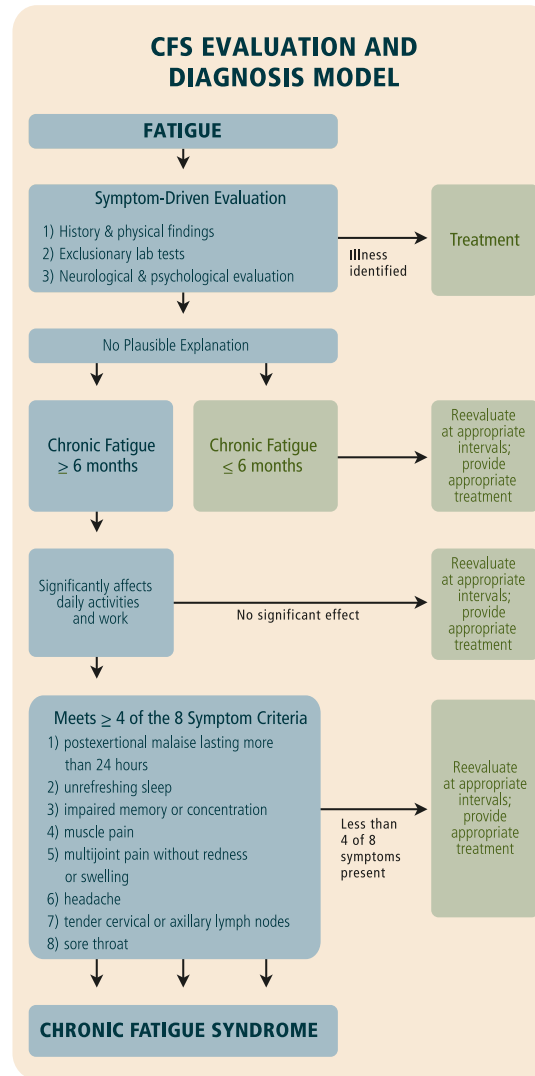 CFS EVALUATION AND
DIAGNOSIS MODEL
FATIGUE
Symptom-Driven Evaluation
1) History & physical findings
2) Exclusionary lab tests
3) Neurological & psychological evaluation
Illness
identified
Treatment
No Plausible Explanation
Chronic Fatigue
≥ 6 months
Chronic Fatigue
≤ 6 months
Reevaluate
at appropriate
intervals;
provide
appropriate
treatment
Significantly affects
daily activities
and work
No significant effect
Reevaluate
at appropriate
intervals;
provide
appropriate
treatment
Meets ≥ 4 of the 8 Symptom Criteria
1) postexertional malaise lasting more
than 24 hours
2) unrefreshing sleep
3) impaired memory or concentration
4) muscle pain
5) multijoint pain without redness
or swelling
6) headache
7) tender cervical or axillary lymph nodes
8) sore throat
Less than
4 of 8
symptoms
present
Reevaluate
at appropriate
intervals;
provide
appropriate
treatment
CHRONIC FATIGUE SYNDROME